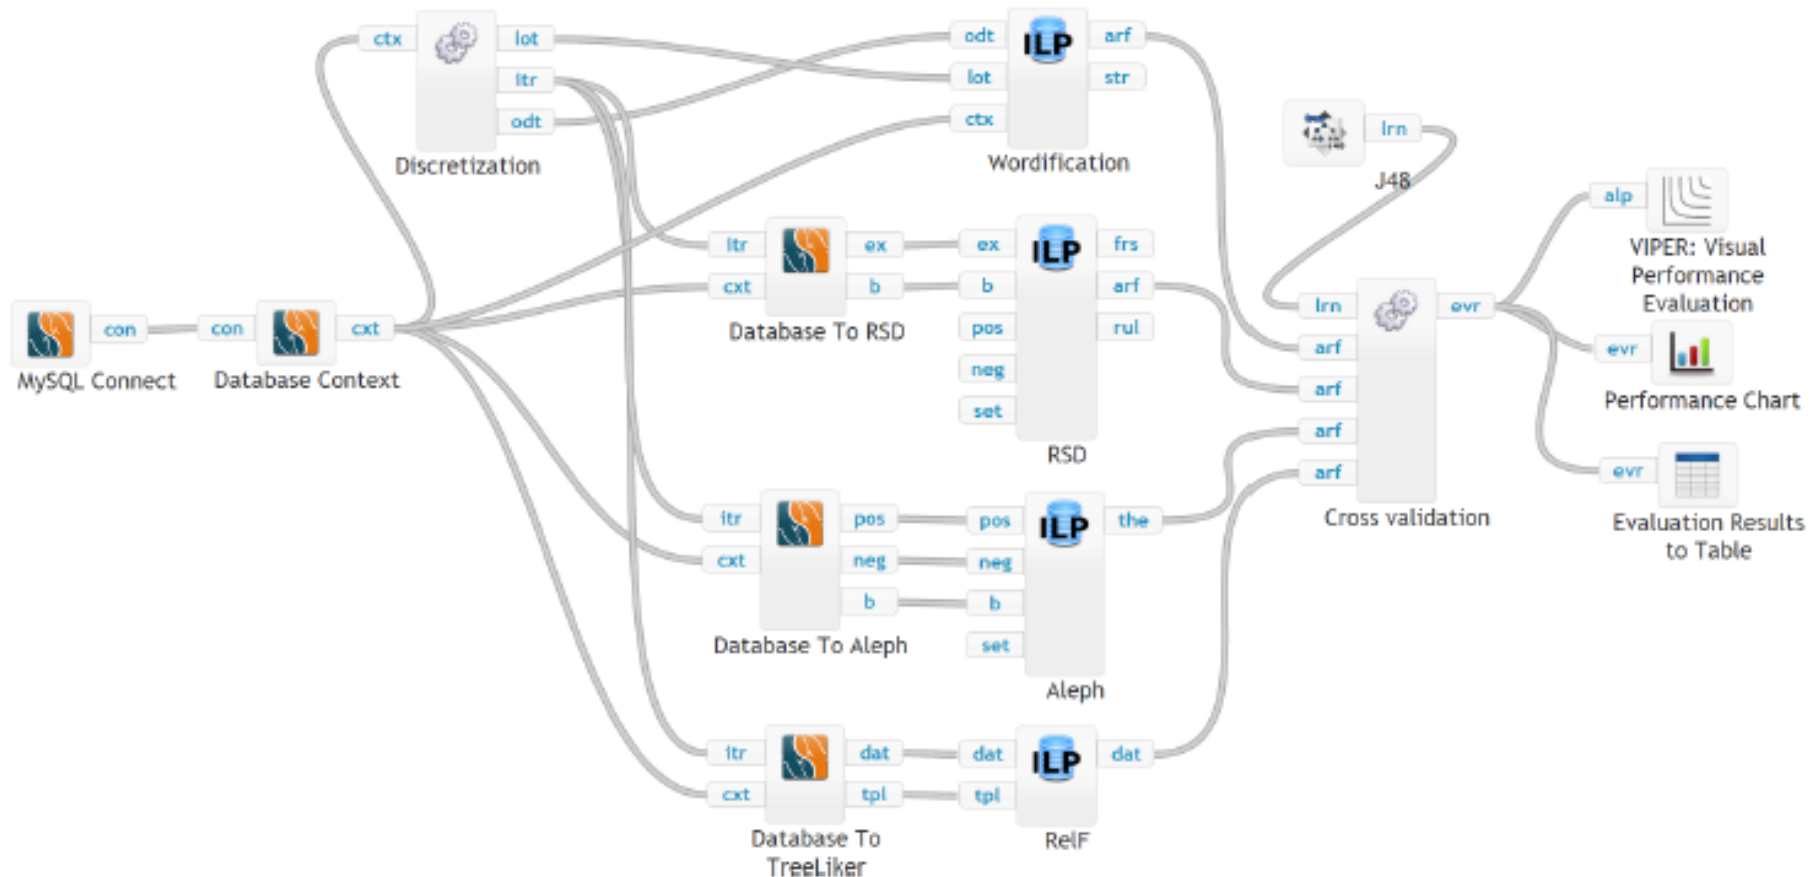 ctx
lot
ltr
odt
Discretization
odt
lot
ctx
ILP
arf
str
Wordification
lrn
J48
con
MySQL Connect
con
cxt
Database Context
ltr
cxt
ex
b
Database To RSD
ex
b
pos
neg
set
ILP
frs
arf
rul
RSD
itr
cxt
pos
neg
b
Database To Aleph
pos
neg
b
set
ILP
the
Aleph
itr
cxt
dat
tpl
Database To
TreeLiker
dat
tpl
ILP
dat
RelF
lrn
arf
arf
arf
arf
evr
Cross validation
alp
VIPER: Visual
Performance
Evaluation
evr
Performance Chart
evr
Evaluation Results
to Table